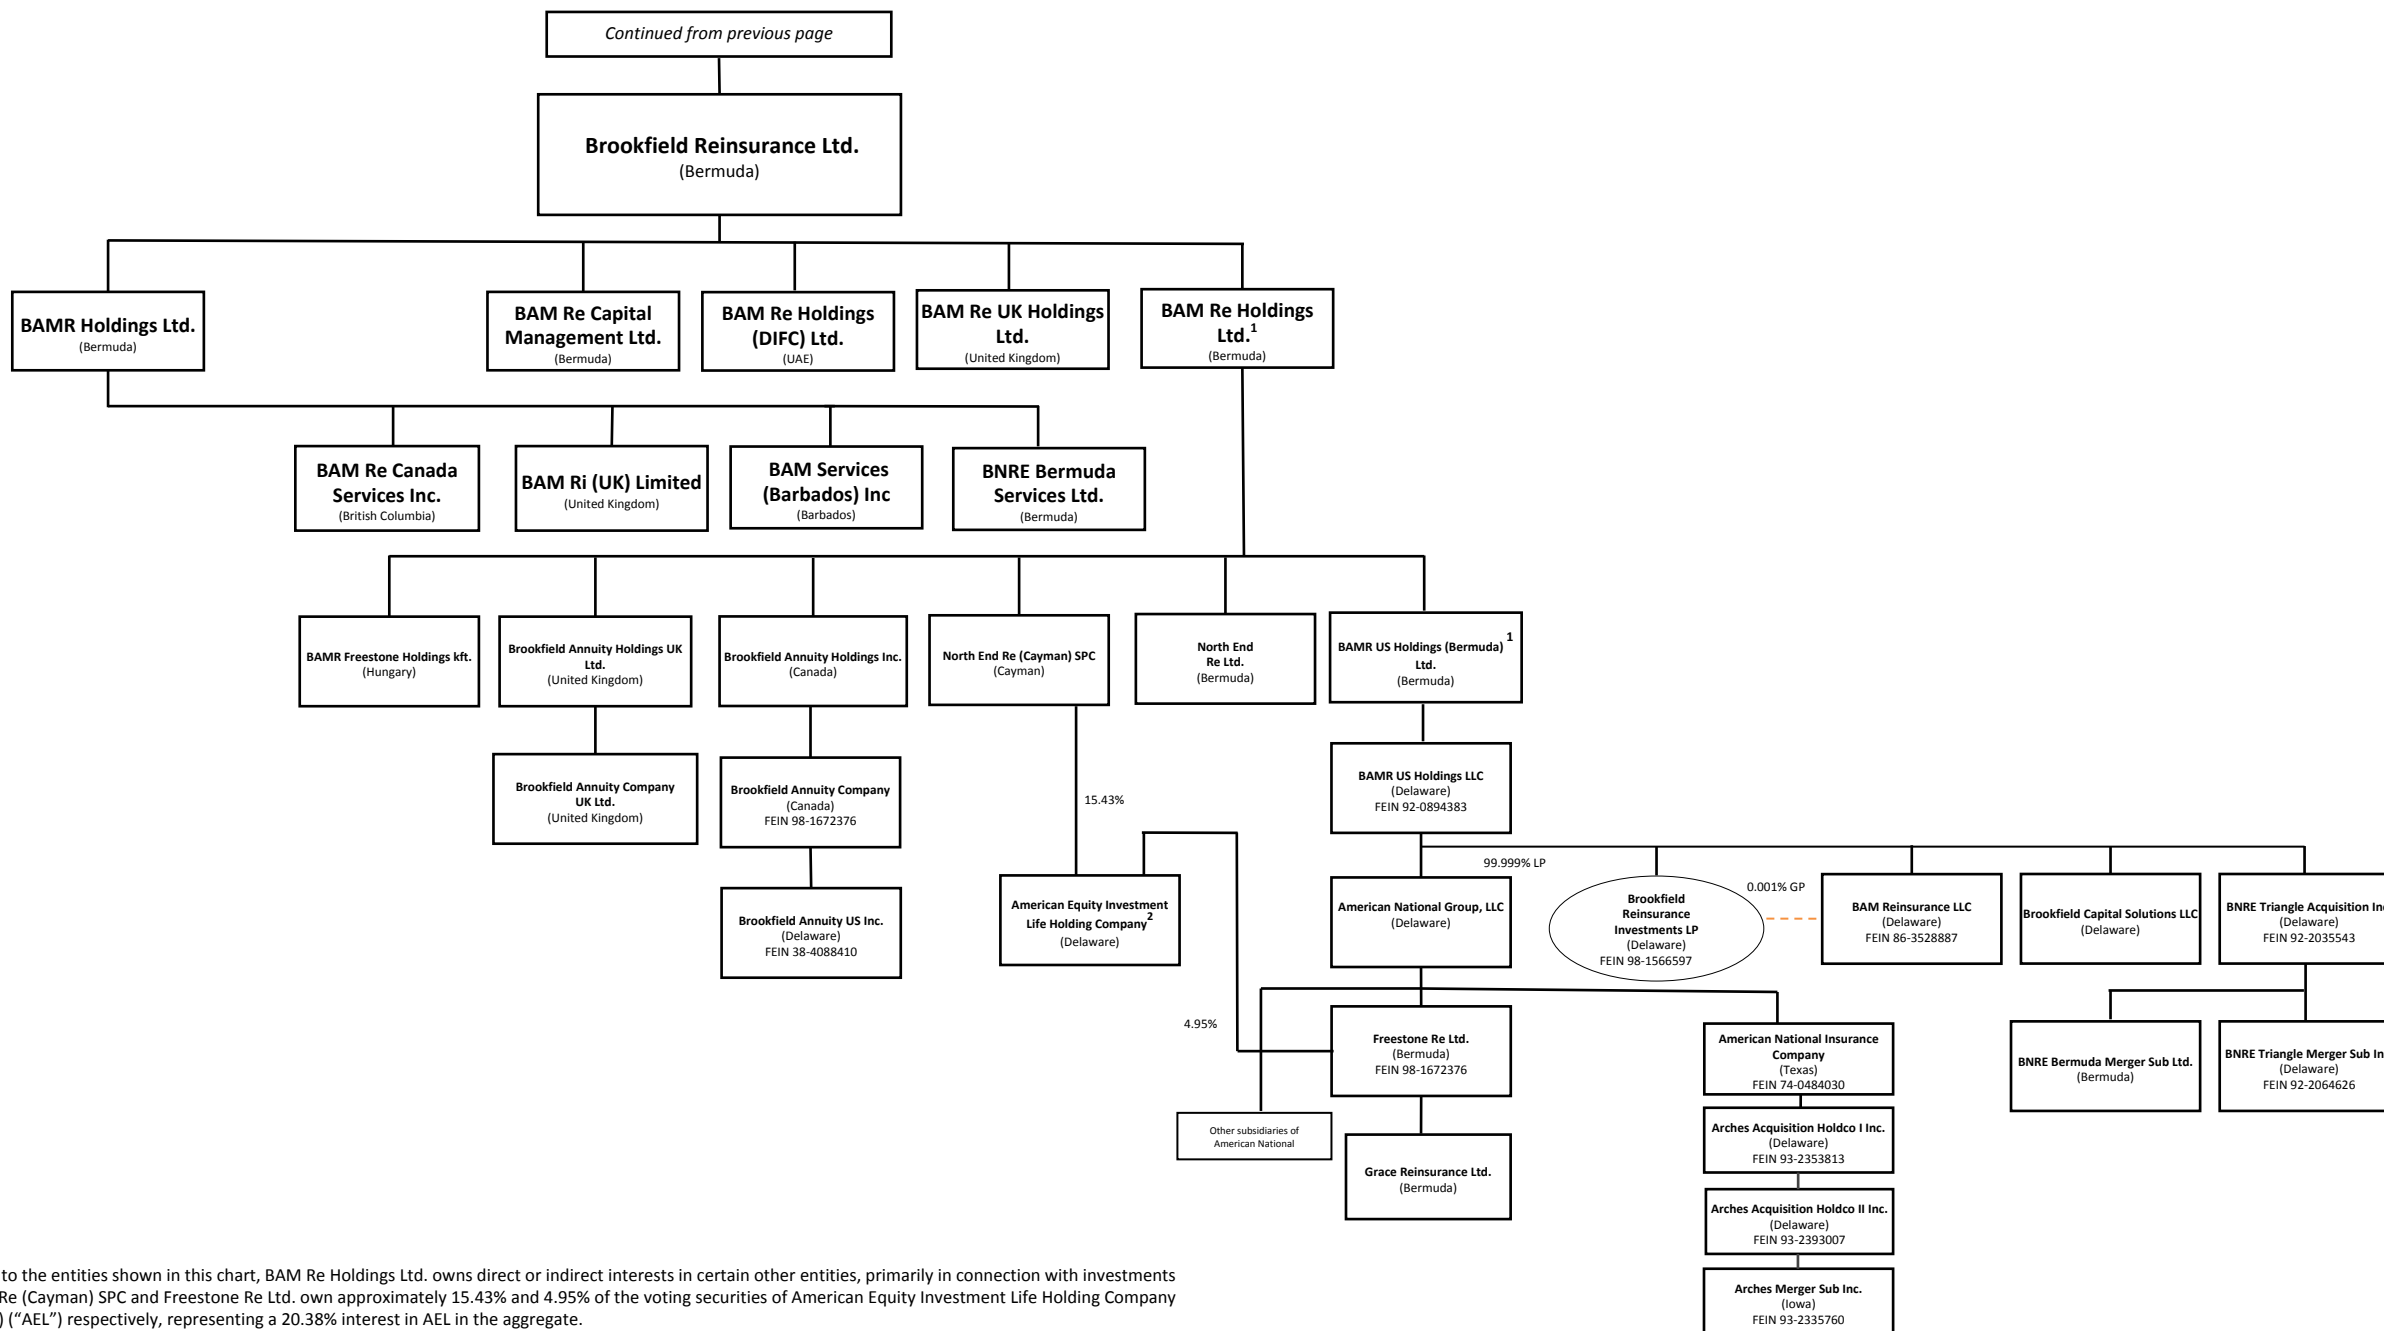 Continued from previous page
Brookfield Reinsurance Ltd.
(Bermuda)
BAMR Holdings Ltd.
(Bermuda)
BAM Re Capital
Management Ltd.
(Bermuda)
BAM Re Holdings
(DIFC) Ltd.
(UAE)
BAM Re UK Holdings
Ltd.
(United Kingdom)
BAM Re Holdings
Ltd.1
(Bermuda)
BAM Re Canada
Services Inc.
(British Columbia)
BAM Ri (UK) Limited
(United Kingdom)
BAM Services
(Barbados) Inc
(Barbados)
BNRE Bermuda
Services Ltd.
(Bermuda)
BAMR Freestone Holdings kft.
(Hungary)
Brookfield Annuity Holdings UK
Ltd.
(United Kingdom)
Brookfield Annuity Holdings Inc.
(Canada)
North End Re (Cayman) SPC
(Cayman)
North End
Re Ltd.
(Bermuda)
BAMR US Holdings (Bermuda) 1
Ltd.
(Bermuda)
Brookfield Annuity Company
UK Ltd.
(United Kingdom)
Brookfield Annuity Company
(Canada)
FEIN 98-1672376
15.43%
BAMR US Holdings LLC
(Delaware)
FEIN 92-0894383
Brookfield Annuity US Inc.
(Delaware)
FEIN 38-4088410
American Equity Investment
Life Holding Company2
(Delaware)
American National Group, LLC
(Delaware)
99.999% LP
Brookfield
Reinsurance
Investments LP
(Delaware)
FEIN 98-1566597
0.001% GP
BAM Reinsurance LLC
(Delaware)
FEIN 86-3528887
Brookfield Capital Solutions LLC
(Delaware)
BNRE Triangle Acquisition Inc
(Delaware)
FEIN 92-2035543
4.95%
Freestone Re Ltd.
(Bermuda)
FEIN 98-1672376
American National Insurance
Company
(Texas)
FEIN 74-0484030
BNRE Bermuda Merger Sub Ltd.
(Bermuda)
BNRE Triangle Merger Sub In
(Delaware)
FEIN 92-2064626
Other subsidiaries of
American National
Grace Reinsurance Ltd.
(Bermuda)
Arches Acquisition Holdco I Inc.
(Delaware)
FEIN 93-2353813
Arches Acquisition Holdco II Inc.
(Delaware)
FEIN 93-2393007
Arches Merger Sub Inc.
(Iowa)
FEIN 93-2335760
to the entities shown in this chart, BAM Re Holdings Ltd. owns direct or indirect interests in certain other entities, primarily in connection with investments
Re (Cayman) SPC and Freestone Re Ltd. own approximately 15.43% and 4.95% of the voting securities of American Equity Investment Life Holding Company
) (“AEL”) respectively, representing a 20.38% interest in AEL in the aggregate.